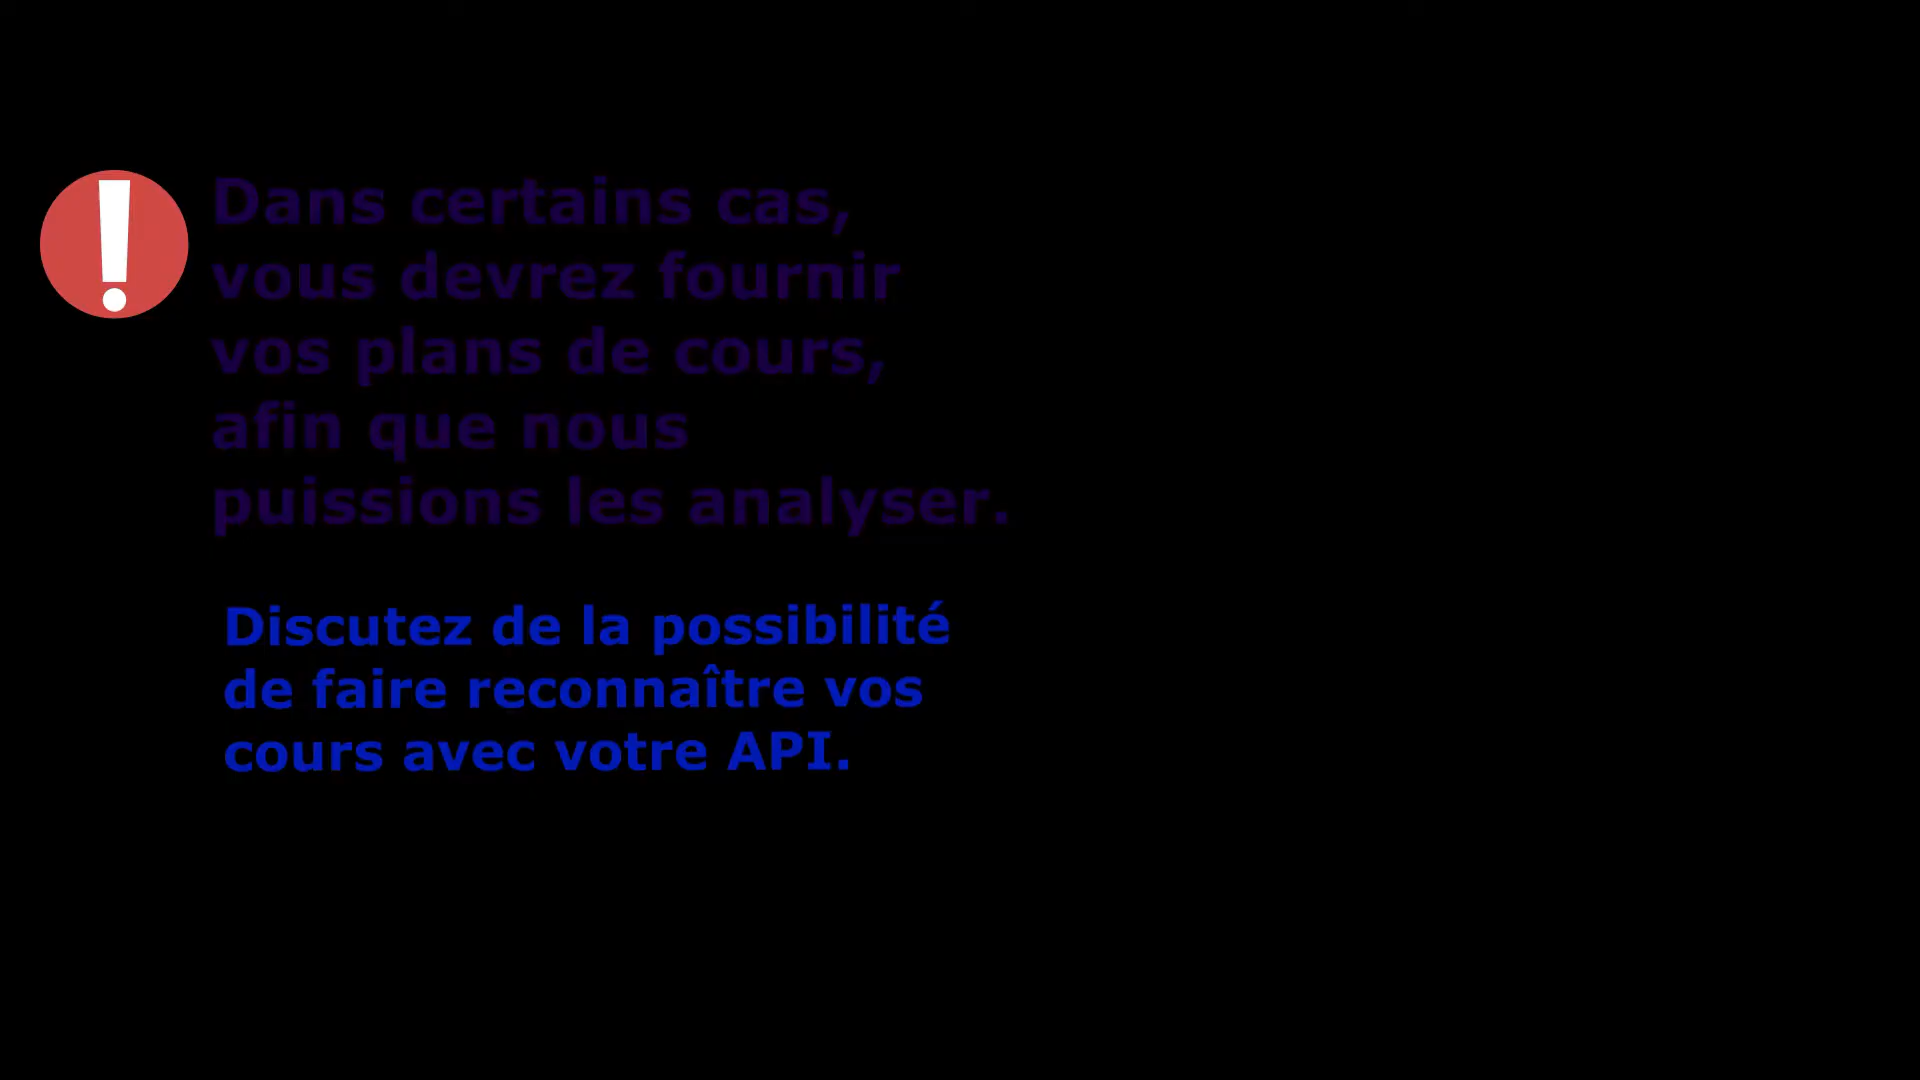 Dans certains cas,
vous devrez fournir
vos plans de cours,
afin que nous
puissions les analyser.
Discutez de la possibilité
de faire reconnaître vos
cours avec votre API.